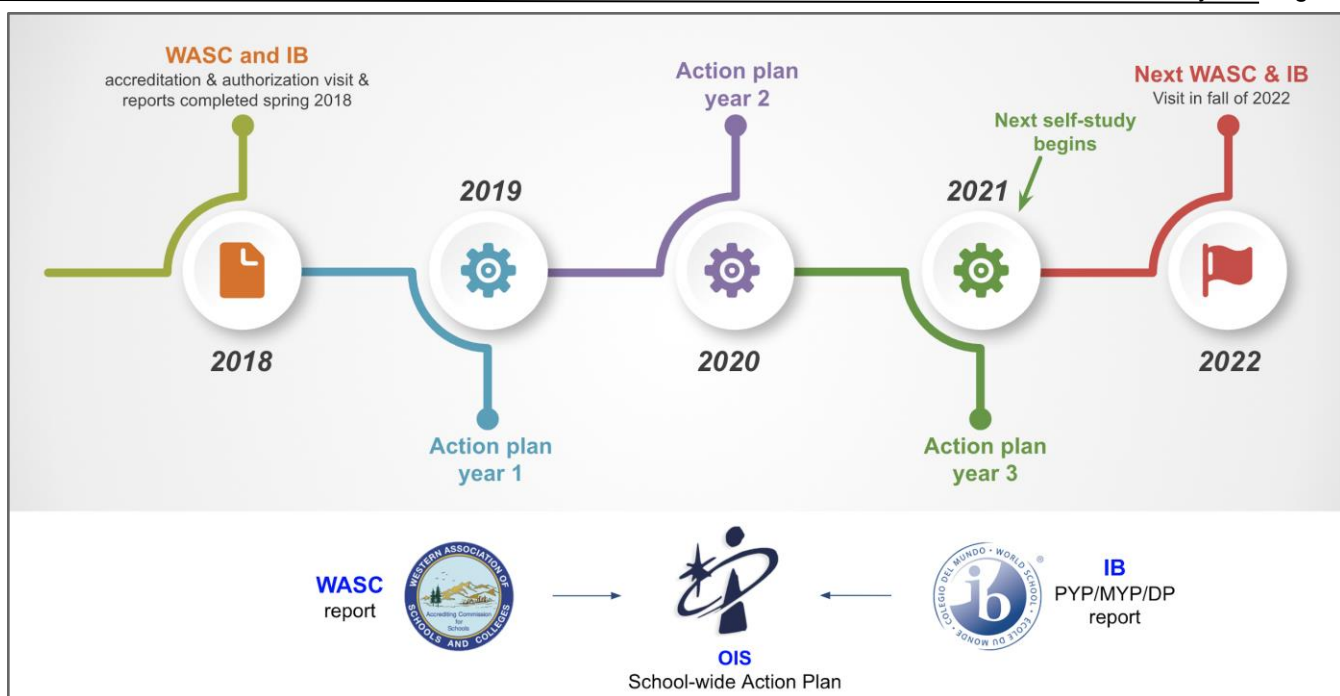 WASC and IB
accreditation & authorization visit &
reports completed spring 2018
Action plan
year 2
Next WASC & IB
Visit in fall of 2022
Next self-study
begins
2019
2021
2018
2020
2022
Action plan
year 1
Action plan
year 3
WASC
report
WESTERN ASSOCIATION OF
SCHOOLS AND COLLEGES
Accrediting Commission
for
Schools
OIS
School-wide Action Plan
ib
®
WORLD SCHOOL • ÉCOLE DU MONDE • COLEGIO DEL MUNDO •
IB
PYP/MYP/DP
report